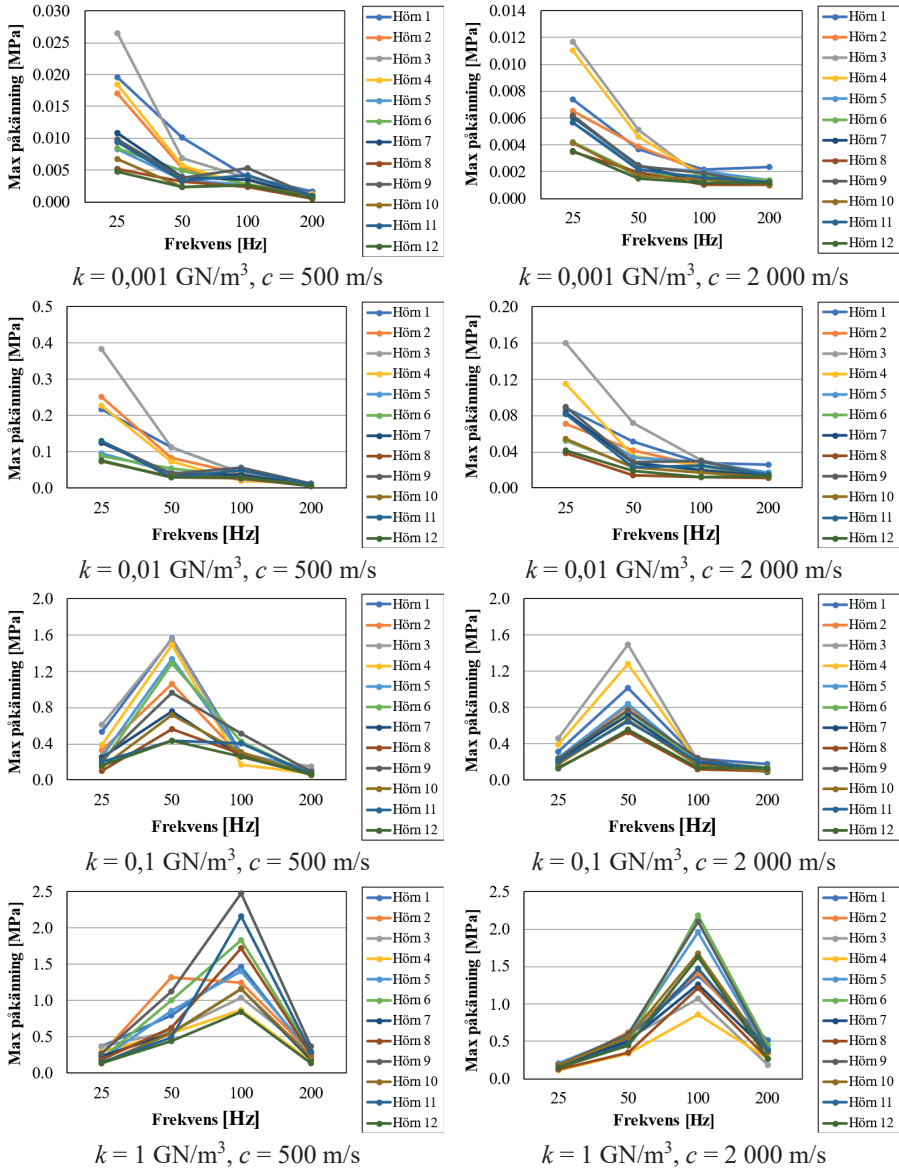 Max påkänning [MPa]
0.030
0.025
0.020
0.015
0.010
0.005
0.000
25 50 100 200
Frekvens [Hz]
Hörn 1
Hörn 2
Hörn 3
Hörn 4
Hörn 5
Hörn 6
Hörn 7
Hörn 8
Hörn 9
Hörn 10
Hörn 11
Hörn 12
k = 0,001 GN/m³, c = 500 m/s
Max påkänning [MPa]
0.014
0.012
0.010
0.008
0.006
0.004
0.002
0.000
25 50 100 200
Frekvens [Hz]
Hörn 1
Hörn 2
Hörn 3
Hörn 4
Hörn 5
Hörn 6
Hörn 7
Hörn 8
Hörn 9
Hörn 10
Hörn 11
Hörn 12
k = 0,001 GN/m³, c = 2 000 m/s
Max påkänning [MPa]
0.5
0.4
0.3
0.2
0.1
0.0
25 50 100 200
Frekvens [Hz]
Hörn 1
Hörn 2
Hörn 3
Hörn 4
Hörn 5
Hörn 6
Hörn 7
Hörn 8
Hörn 9
Hörn 10
Hörn 11
Hörn 12
k = 0,01 GN/m³, c = 500 m/s
Max påkänning [MPa]
0.20
0.16
0.12
0.08
0.04
0.00
25 50 100 200
Frekvens [Hz]
Hörn 1
Hörn 2
Hörn 3
Hörn 4
Hörn 5
Hörn 6
Hörn 7
Hörn 8
Hörn 9
Hörn 10
Hörn 11
Hörn 12
k = 0,01 GN/m³, c = 2 000 m/s
Max påkänning [MPa]
2.0
1.6
1.2
0.8
0.4
0.0
25 50 100 200
Frekvens [Hz]
Hörn 1
Hörn 2
Hörn 3
Hörn 4
Hörn 5
Hörn 6
Hörn 7
Hörn 8
Hörn 9
Hörn 10
Hörn 11
Hörn 12
k = 0,1 GN/m³, c = 500 m/s
Max påkänning [MPa]
2.0
1.6
1.2
0.8
0.4
0.0
25 50 100 200
Frekvens [Hz]
Hörn 1
Hörn 2
Hörn 3
Hörn 4
Hörn 5
Hörn 6
Hörn 7
Hörn 8
Hörn 9
Hörn 10
Hörn 11
Hörn 12
k = 0,1 GN/m³, c = 2 000 m/s
Max påkänning [MPa]
2.5
2.0
1.5
1.0
0.5
0.0
25 50 100 200
Frekvens [Hz]
Hörn 1
Hörn 2
Hörn 3
Hörn 4
Hörn 5
Hörn 6
Hörn 7
Hörn 8
Hörn 9
Hörn 10
Hörn 11
Hörn 12
k = 1 GN/m³, c = 500 m/s
Max påkänning [MPa]
2.5
2.0
1.5
1.0
0.5
0.0
25 50 100 200
Frekvens [Hz]
Hörn 1
Hörn 2
Hörn 3
Hörn 4
Hörn 5
Hörn 6
Hörn 7
Hörn 8
Hörn 9
Hörn 10
Hörn 11
Hörn 12
k = 1 GN/m³, c = 2 000 m/s